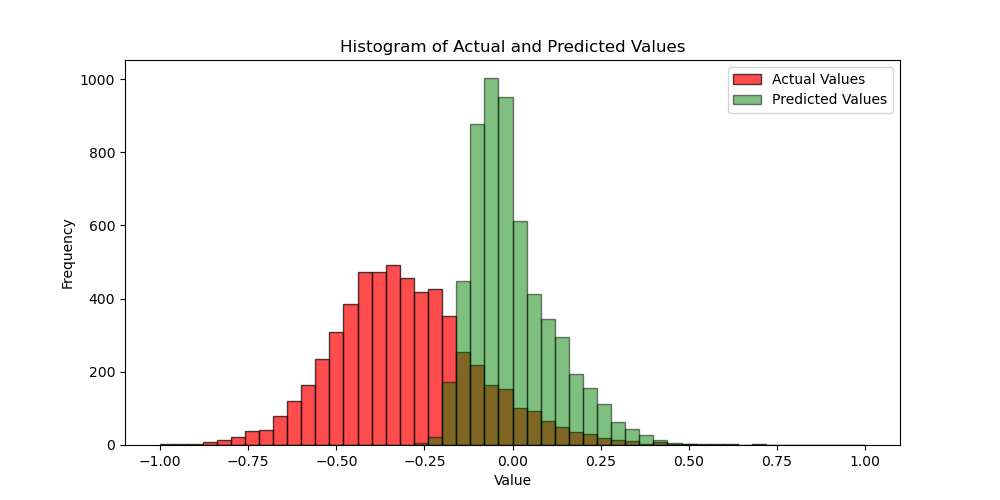 Histogram of Actual and Predicted Values
Actual Values
Predicted Values
Frequency
1000
800
600
400
200
0
−1.00 −0.75 −0.50 −0.25 0.00 0.25 0.50 0.75 1.00
Value